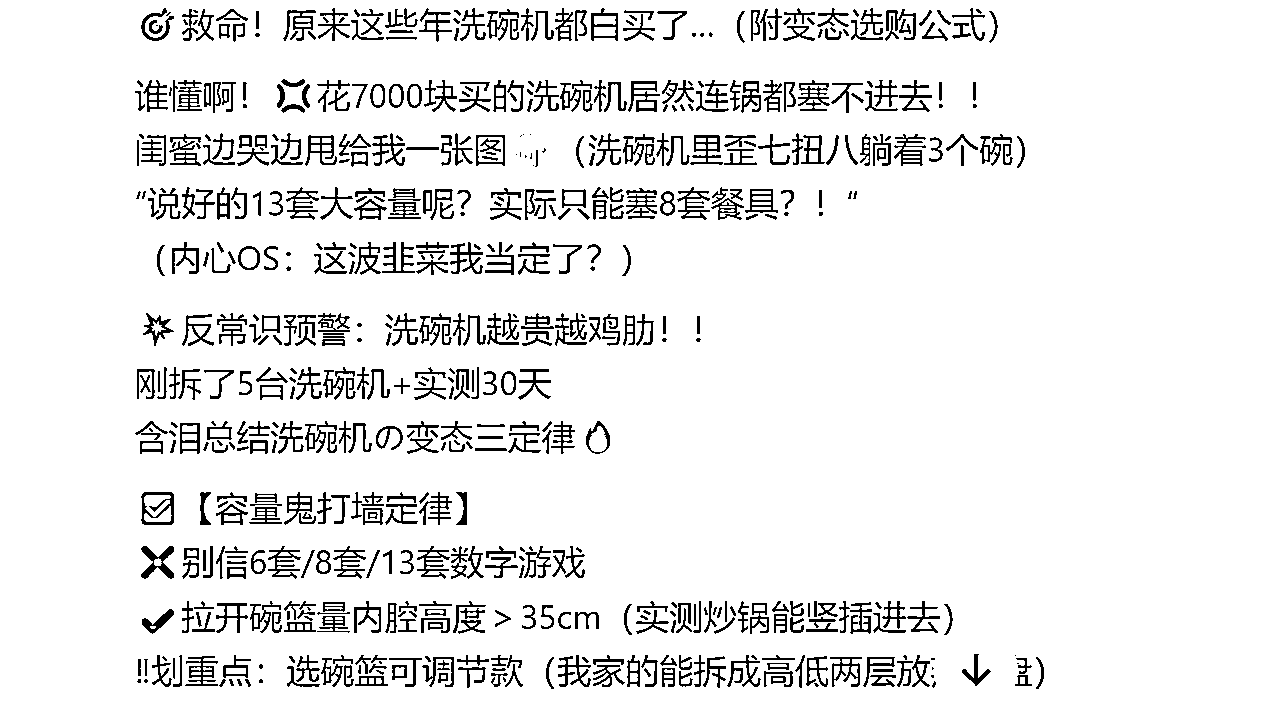 🎯救命！原来这些年洗碗机都白买了...（附变态选购公式）
谁懂啊！💢花7000块买的洗碗机居然连锅都塞不进去！！
闺蜜边哭边甩给我一张图（洗碗机里歪七扭八躺着3个碗）
“说好的13套大容量呢？实际只能塞8套餐具？！“
（内心OS：这波韭菜我当定了？）
💥反常识预警：洗碗机越贵越鸡肋！！
刚拆了5台洗碗机+实测30天
含泪总结洗碗机の变态三定律🔥
☑【容量鬼打墙定律】
✖别信6套/8套/13套数字游戏
✔拉开碗篮量内腔高度＞35cm（实测炒锅能竖插进去）
‼划重点：选碗篮可调节款（我家的能拆成高低两层放↓）